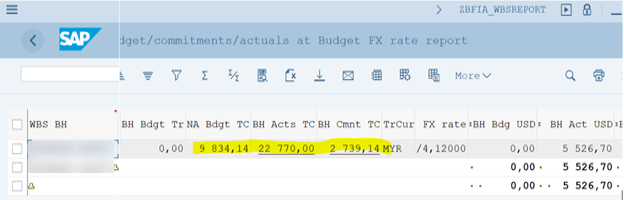 ZBFIA_WBSREPORT
SAP dget/commitments/actuals at Budget FX rate report
More
WBS BH BH Bdgt Tr NA Bdgt TC BH Acts TC BH Cmnt TC TrCur FX rate BH Bdg USD BH Act USD
0,00 9 834,14 22 770,00 2 739,14 MYR /4,12000 0,00 5 526,70
0,00 5 526,70
0,00 5 526,70